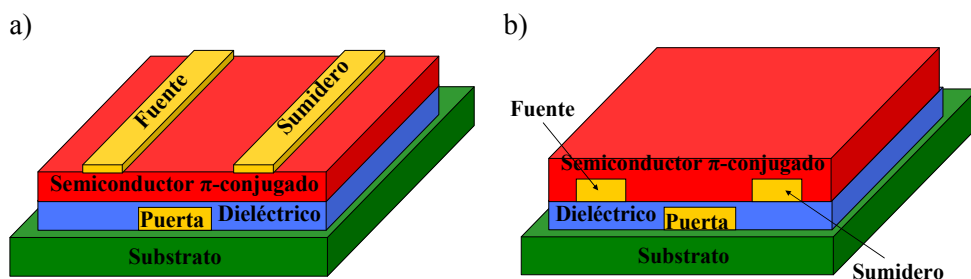 a)
Fuente
Sumidero
Semiconductor π-conjugado
Dieléctrico
Puerta
Substrato
b)
Fuente
Semiconductor π-conjugado
Dieléctrico
Puerta
Substrato
Sumidero